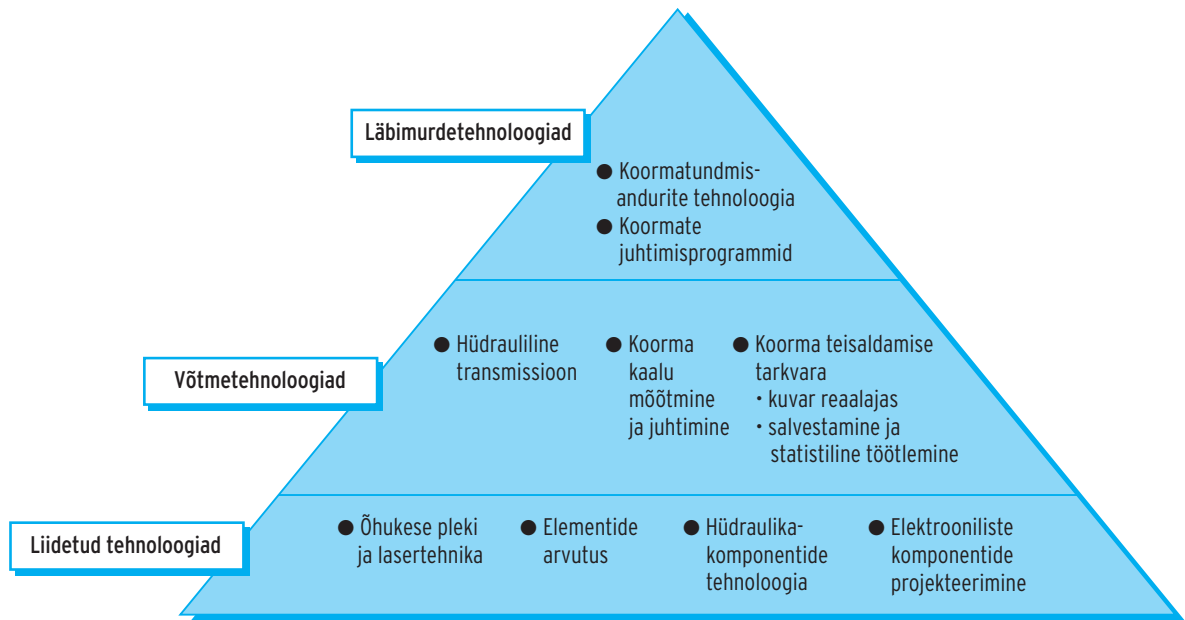 Läbimurdetehnoloogiad
● Koormatundmis-
andurite tehnoloogia
● Koormate
juhtimisprogrammid
Võtmetehnoloogiad
● Hüdrauliline
transmissioon
● Koorma
kaalu
mõõtmine
ja juhtimine
● Koorma teisaldamise
tarkvara
· kuvar reaalajas
· salvestamine ja
statistiline töötlemine
Liidetud tehnoloogiad
● Õhukese pleki
ja lasertehnika
● Elementide
arvutus
● Hüdraulika-
komponentide
tehnoloogia
● Elektrooniliste
komponentide
projekteerimine